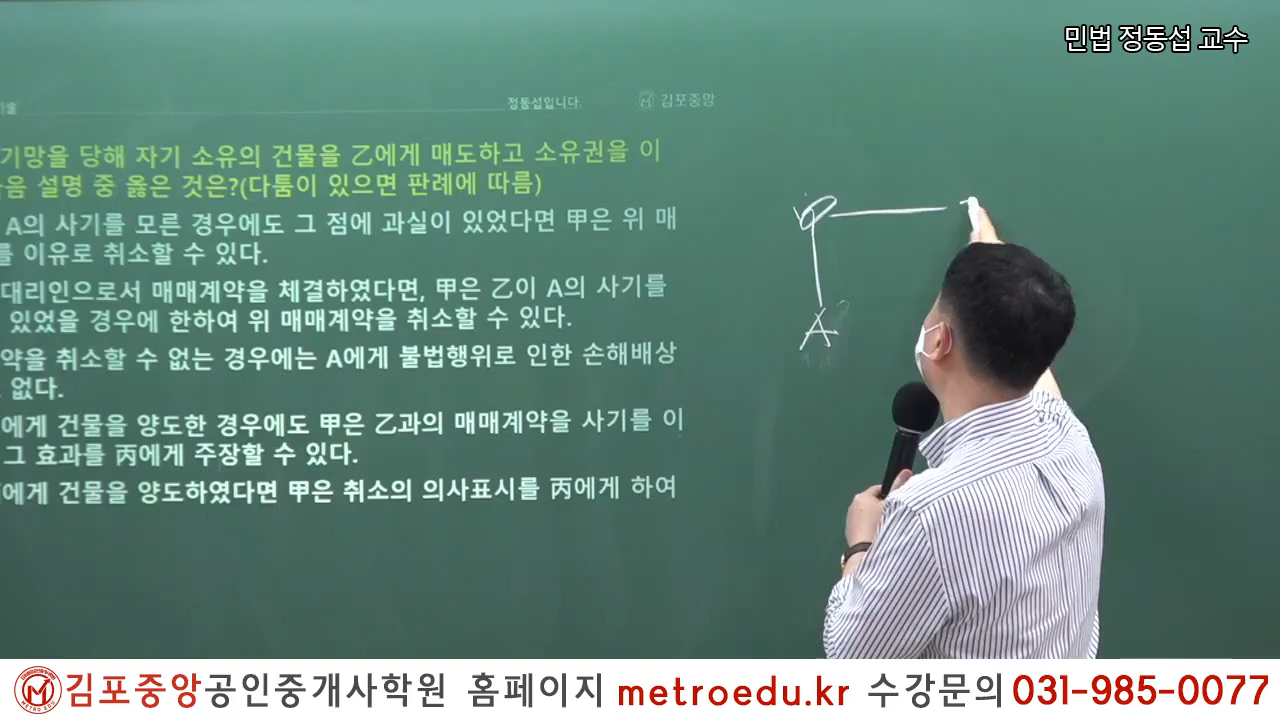 민법 정동섭 교수
정동섭입니다. 김포중앙
기망을 당해 자기 소유의 건물을 乙에게 매도하고 소유권을 이
음 설명 중 옳은 것은?(다툼이 있으면 판례에 따름)
A의 사기를 모른 경우에도 그 점에 과실이 있었다면 甲은 위 매
를 이유로 취소할 수 있다.
대리인으로서 매매계약을 체결하였다면, 甲은 乙이 A의 사기를
있었을 경우에 한하여 위 매매계약을 취소할 수 있다.
약을 취소할 수 없는 경우에는 A에게 불법행위로 인한 손해배상
없다.
에게 건물을 양도한 경우에도 甲은 乙과의 매매계약을 사기를 이
그 효과를 丙에게 주장할 수 있다.
에게 건물을 양도하였다면 甲은 취소의 의사표시를 丙에게 하여
A
김포중앙공인중개사학원 홈페이지 metroedu.kr 수강문의 031-985-0077
METRO EDU